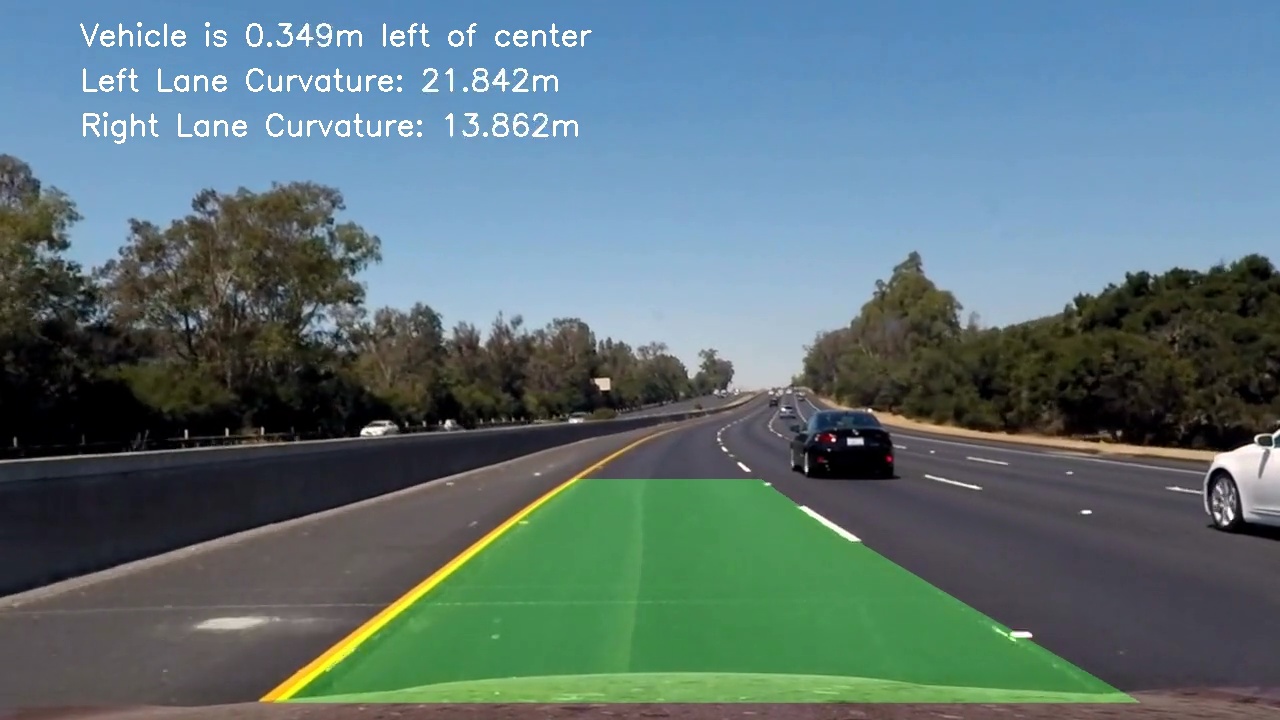 Vehicle is 0.349m left of center
Left Lane Curvature: 21.842m
Right Lane Curvature: 13.862m